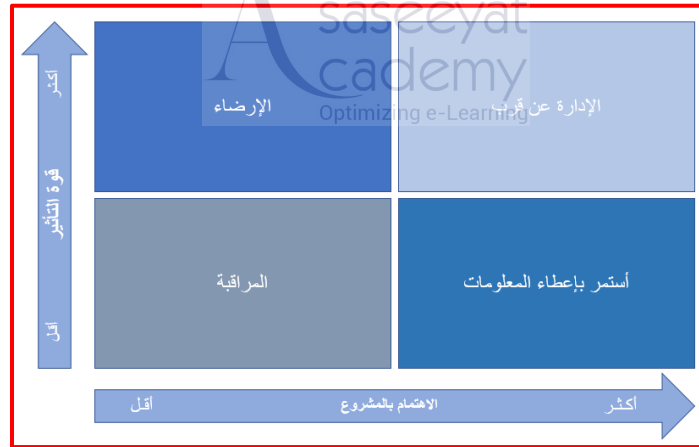 saseeyat
Academy
Optimizing e-Learning
أكثر
قوة التأثير
أقل
الإرضاء
الإدارة عن قرب
المراقبة
أستمر بإعطاء المعلومات
أقل
الاهتمام بالمشروع
أكثر